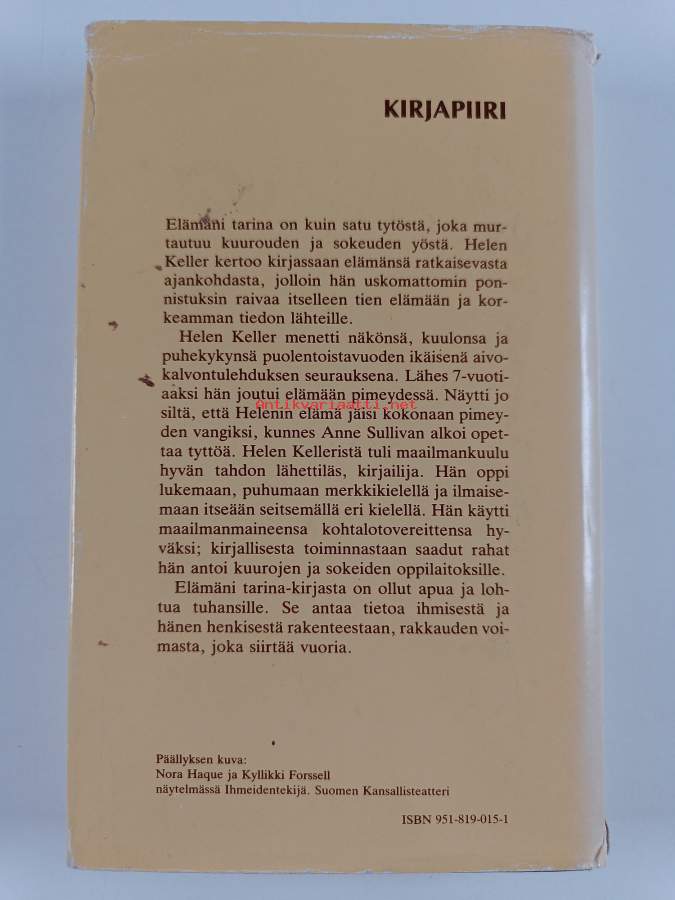 KIRJAPIIRI
Elämäni tarina on kuin satu tytöstä, joka mur-
tautuu kuurouden ja sokeuden yöstä. Helen
Keller kertoo kirjassaan elämänsä ratkaisevasta
ajankohdasta, jolloin hän uskomattomin pon-
nistuksin raivaa itselleen tien elämään ja kor-
keamman tiedon lähteille.
Helen Keller menetti näkönsä, kuulonsa ja
puhekykynsä puolentoistavuoden ikäisenä aivo-
kalvontulehduksen seurauksena. Lähes 7-vuoti-
aaksi hän joutui elämään pimeydessä. Näytti jo
Antikvariaatti.net
siltä, että Helenin elämä jäisi kokonaan pimey-
den vangiksi, kunnes Anne Sullivan alkoi opet-
taa tyttöä. Helen Kelleristä tuli maailmankuulu
hyvän tahdon lähettiläs, kirjailija. Hän oppi
lukemaan, puhumaan merkkikielellä ja ilmaise-
maan itseään seitsemällä eri kielellä. Hän käytti
maailmanmaineensa kohtalotovereittensa hy-
väksi; kirjallisesta toiminnastaan saadut rahat
hän antoi kuurojen ja sokeiden oppilaitoksille.
Elämäni tarina-kirjasta on ollut apua ja loh-
tua tuhansille. Se antaa tietoa ihmisestä ja
hänen henkisestä rakenteestaan, rakkauden voi-
masta, joka siirtää vuoria.
Päällyksen kuva:
Nora Haque ja Kyllikki Forssell
näytelmässä Ihmeidentekijä. Suomen Kansallisteatteri
ISBN 951-819-015-1